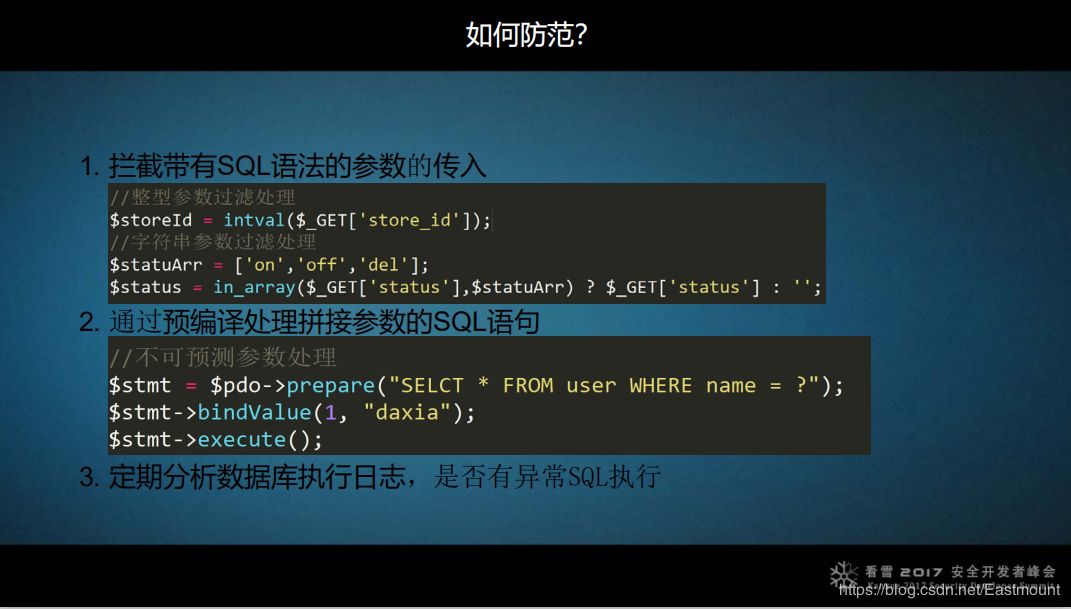 如何防范?
1. 拦截带有SQL语法的参数的传入
//整型参数过滤处理
$storeId = intval($_GET['store_id']);
//字符串参数过滤处理
$statuArr = ['on','off','del'];
$status = in_array($_GET['status'],$statuArr) ? $_GET['status'] : '';
2. 通过预编译处理拼接参数的SQL语句
//不可预测参数处理
$stmt = $pdo->prepare("SELCT * FROM user WHERE name = ?");
$stmt->bindValue(1, "daxia");
$stmt->execute();
3. 定期分析数据库执行日志，是否有异常SQL执行
看雪 2017 安全开发者峰会
https://blog.csdn.net/Eastmount